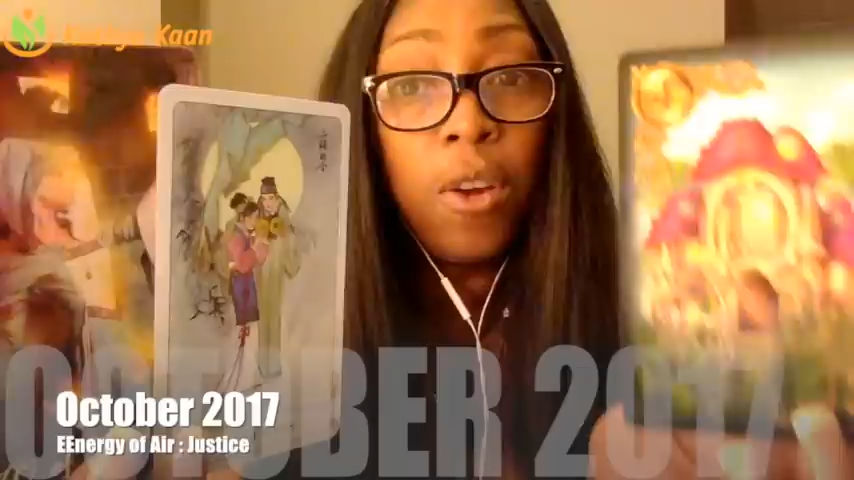 Kaan
OCTOBER 2017
October 2017
EEnergy of Air : Justice